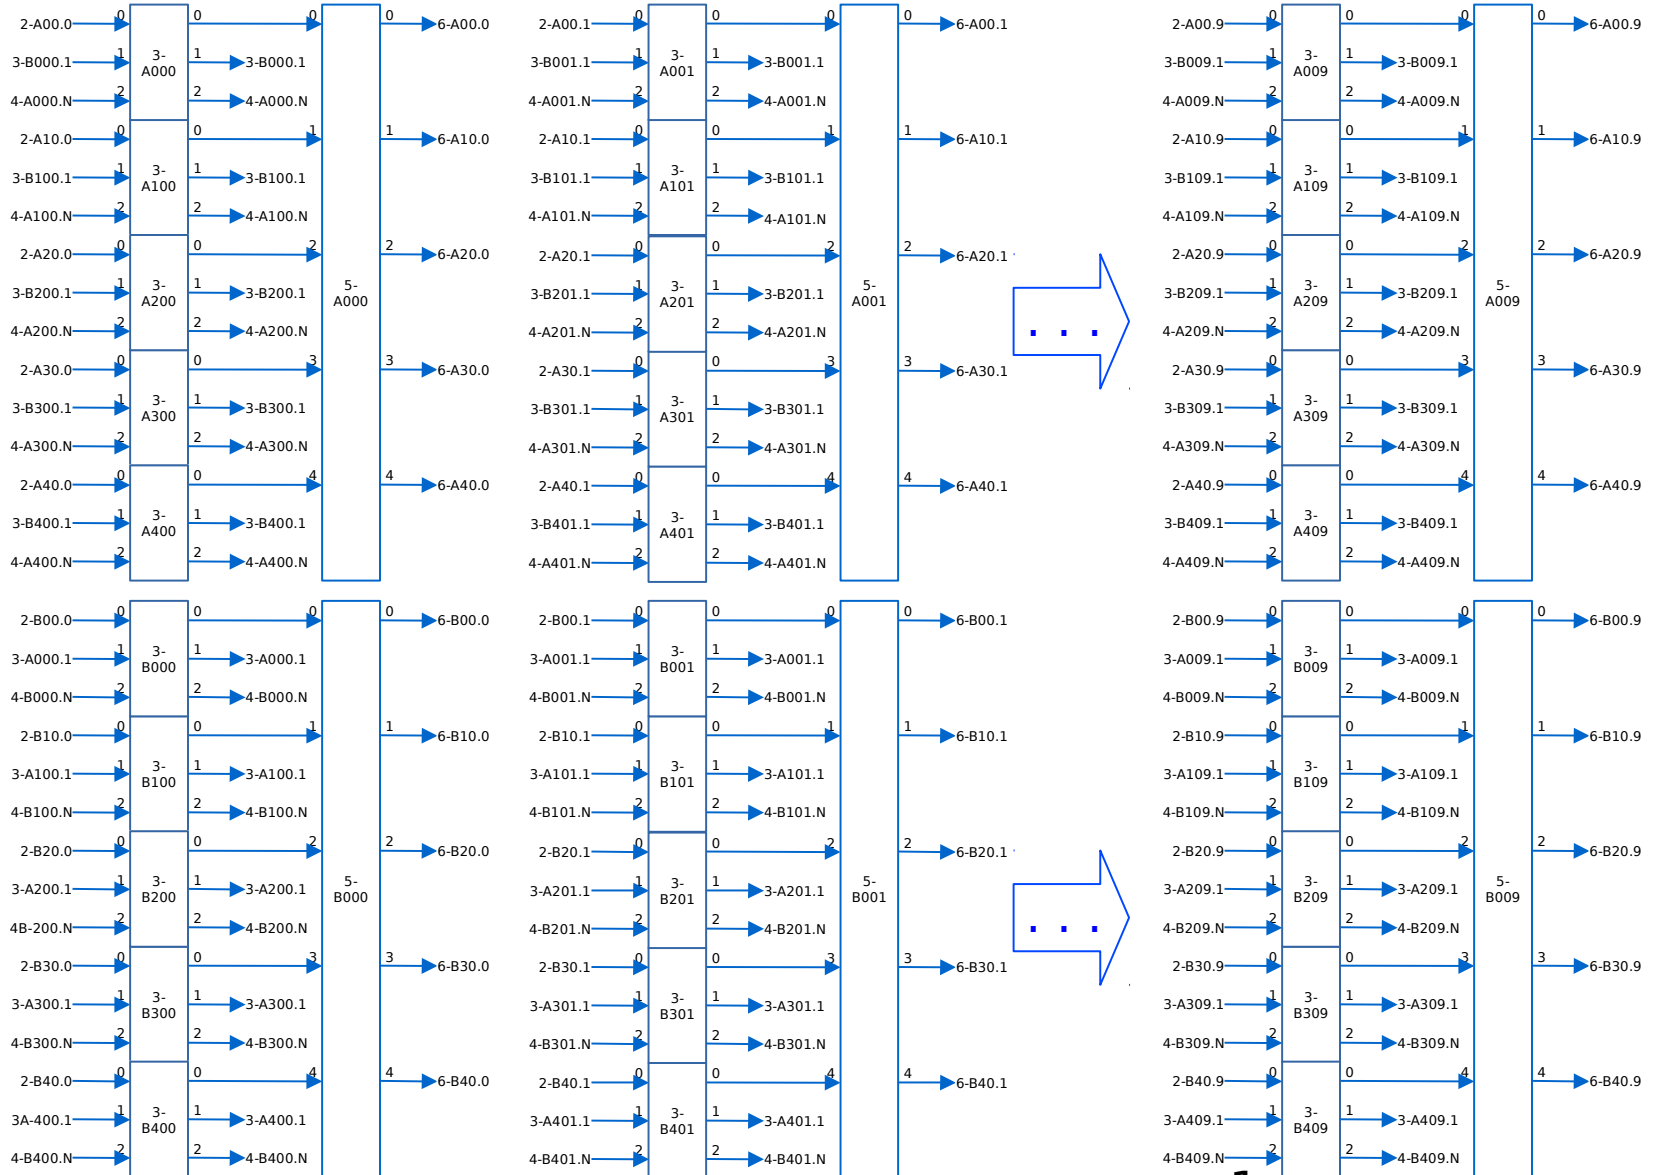 2-A00.0 0 0 0 0 6-A00.0 2-A00.1 0 0 0 0 6-A00.1 2-A00.9 0 0 0 0 6-A00.9
3-B000.1 1 3-A000 1 3-B000.1 3-B001.1 1 3-A001 1 3-B001.1 3-B009.1 1 3-A009 1 3-B009.1
4-A000.N 2 2 4-A000.N 4-A001.N 2 2 4-A001.N 4-A009.N 2 2 4-A009.N
2-A10.0 0 0 1 1 6-A10.0 2-A10.1 0 0 1 1 6-A10.1 2-A10.9 0 0 1 1 6-A10.9
3-B100.1 1 3-A100 1 3-B100.1 3-B101.1 1 3-A101 1 3-B101.1 3-B109.1 1 3-A109 1 3-B109.1
4-A100.N 2 2 4-A100.N 4-A101.N 2 2 4-A101.N 4-A109.N 2 2 4-A109.N
2-A20.0 0 0 2 2 6-A20.0 2-A20.1 0 0 2 2 6-A20.1 2-A20.9 0 0 2 2 6-A20.9
3-B200.1 1 3-A200 1 3-B200.1 5-A000 3-B201.1 1 3-A201 1 3-B201.1 5-A001 3-B209.1 1 3-A209 1 3-B209.1 5-A009
4-A200.N 2 2 4-A200.N 4-A201.N 2 2 4-A201.N . . . 4-A209.N 2 2 4-A209.N
2-A30.0 0 0 3 3 6-A30.0 2-A30.1 0 0 3 3 6-A30.1 2-A30.9 0 0 3 3 6-A30.9
3-B300.1 1 3-A300 1 3-B300.1 3-B301.1 1 3-A301 1 3-B301.1 3-B309.1 1 3-A309 1 3-B309.1
4-A300.N 2 2 4-A300.N 4-A301.N 2 2 4-A301.N 4-A309.N 2 2 4-A309.N
2-A40.0 0 0 4 4 6-A40.0 2-A40.1 0 0 4 4 6-A40.1 2-A40.9 0 0 4 4 6-A40.9
3-B400.1 1 3-A400 1 3-B400.1 3-B401.1 1 3-A401 1 3-B401.1 3-B409.1 1 3-A409 1 3-B409.1
4-A400.N 2 2 4-A400.N 4-A401.N 2 2 4-A401.N 4-A409.N 2 2 4-A409.N
2-B00.0 0 0 0 0 6-B00.0 2-B00.1 0 0 0 0 6-B00.1 2-B00.9 0 0 0 0 6-B00.9
3-A000.1 1 3-B000 1 3-A000.1 3-A001.1 1 3-B001 1 3-A001.1 3-A009.1 1 3-B009 1 3-A009.1
4-B000.N 2 2 4-B000.N 4-B001.N 2 2 4-B001.N 4-B009.N 2 2 4-B009.N
2-B10.0 0 0 1 1 6-B10.0 2-B10.1 0 0 1 1 6-B10.1 2-B10.9 0 0 1 1 6-B10.9
3-A100.1 1 3-B100 1 3-A100.1 3-A101.1 1 3-B101 1 3-A101.1 3-A109.1 1 3-B109 1 3-A109.1
4-B100.N 2 2 4-B100.N 4-B101.N 2 2 4-B101.N 4-B109.N 2 2 4-B109.N
2-B20.0 0 0 2 2 6-B20.0 2-B20.1 0 0 2 2 6-B20.1 2-B20.9 0 0 2 2 6-B20.9
3-A200.1 1 3-B200 1 3-A200.1 5-B000 3-A201.1 1 3-B201 1 3-A201.1 5-B001 3-A209.1 1 3-B209 1 3-A209.1 5-B009
4B-200.N 2 2 4-B200.N 4-B201.N 2 2 4-B201.N . . . 4-B209.N 2 2 4-B209.N
2-B30.0 0 0 3 3 6-B30.0 2-B30.1 0 0 3 3 6-B30.1 2-B30.9 0 0 3 3 6-B30.9
3-A300.1 1 3-B300 1 3-A300.1 3-A301.1 1 3-B301 1 3-A301.1 3-A309.1 1 3-B309 1 3-A309.1
4-B300.N 2 2 4-B300.N 4-B301.N 2 2 4-B301.N 4-B309.N 2 2 4-B309.N
2-B40.0 0 0 4 4 6-B40.0 2-B40.1 0 0 4 4 6-B40.1 2-B40.9 0 0 4 4 6-B40.9
3A-400.1 1 3-B400 1 3-A400.1 3-A401.1 1 3-B401 1 3-A401.1 3-A409.1 1 3-B409 1 3-A409.1
4-B400.N 2 2 4-B400.N 4-B401.N 2 2 4-B401.N 4-B409.N 2 2 4-B409.N